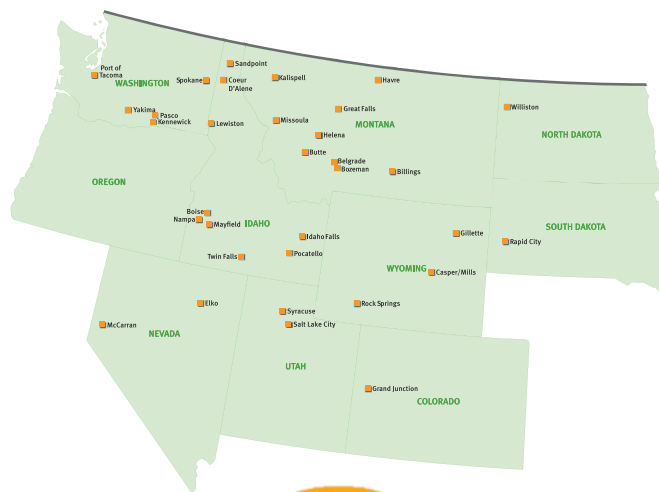 Sandpoint
Port of
Tacoma
WASHINGTON
Spokane
Coeur
D'Alene
Kalispell
Havre
Yakima
Pasco
Kennewick
Lewiston
Missoula
Great Falls
MONTANA
Helena
Williston
NORTH DAKOTA
Butte
Belgrade
Bozeman
Billings
OREGON
Boise
Nampa
Mayfield
IDAHO
Idaho Falls
Gillette
SOUTH DAKOTA
Rapid City
Twin Falls
Pocatello
WYOMING
Casper/Mills
Elko
Syracuse
Rock Springs
McCarran
NEVADA
Salt Lake City
UTAH
Grand Junction
COLORADO